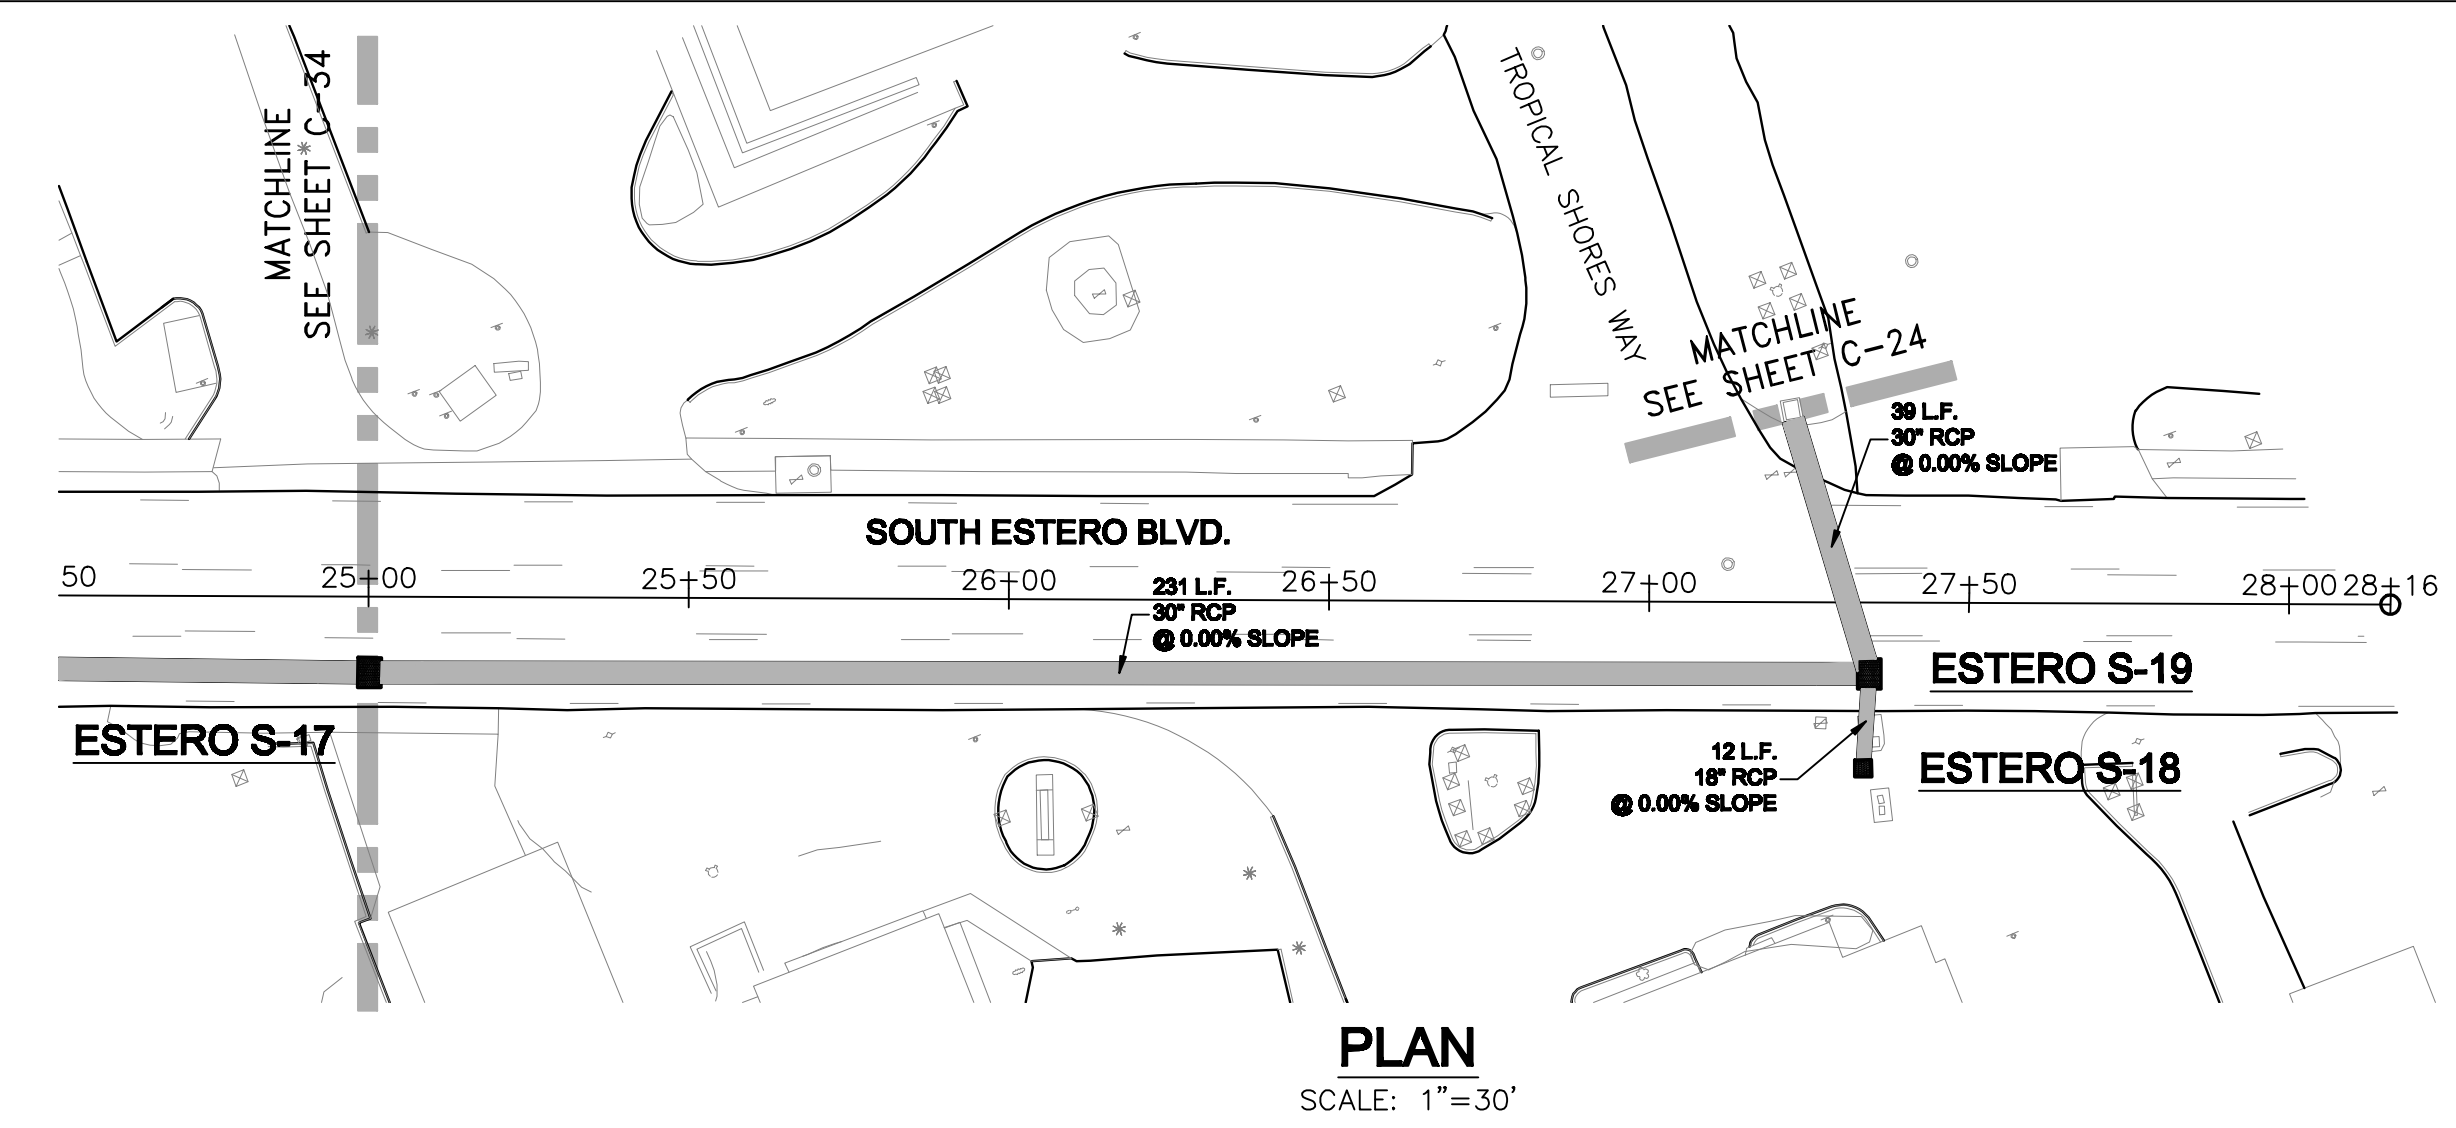 MATCHLINE
SEE SHEET C-34
TROPICAL SHORES WAY
MATCHLINE
SEE SHEET C-24
39 L.F.
30" RCP
@ 0.00% SLOPE
SOUTH ESTERO BLVD.
50
25+00
25+50
26+00
26+50
27+00
27+50
28+00
28+16
231 L.F.
30" RCP
@ 0.00% SLOPE
ESTERO S-19
ESTERO S-17
12 L.F.
18" RCP
@ 0.00% SLOPE
ESTERO S-18
PLAN
SCALE: 1"=30'